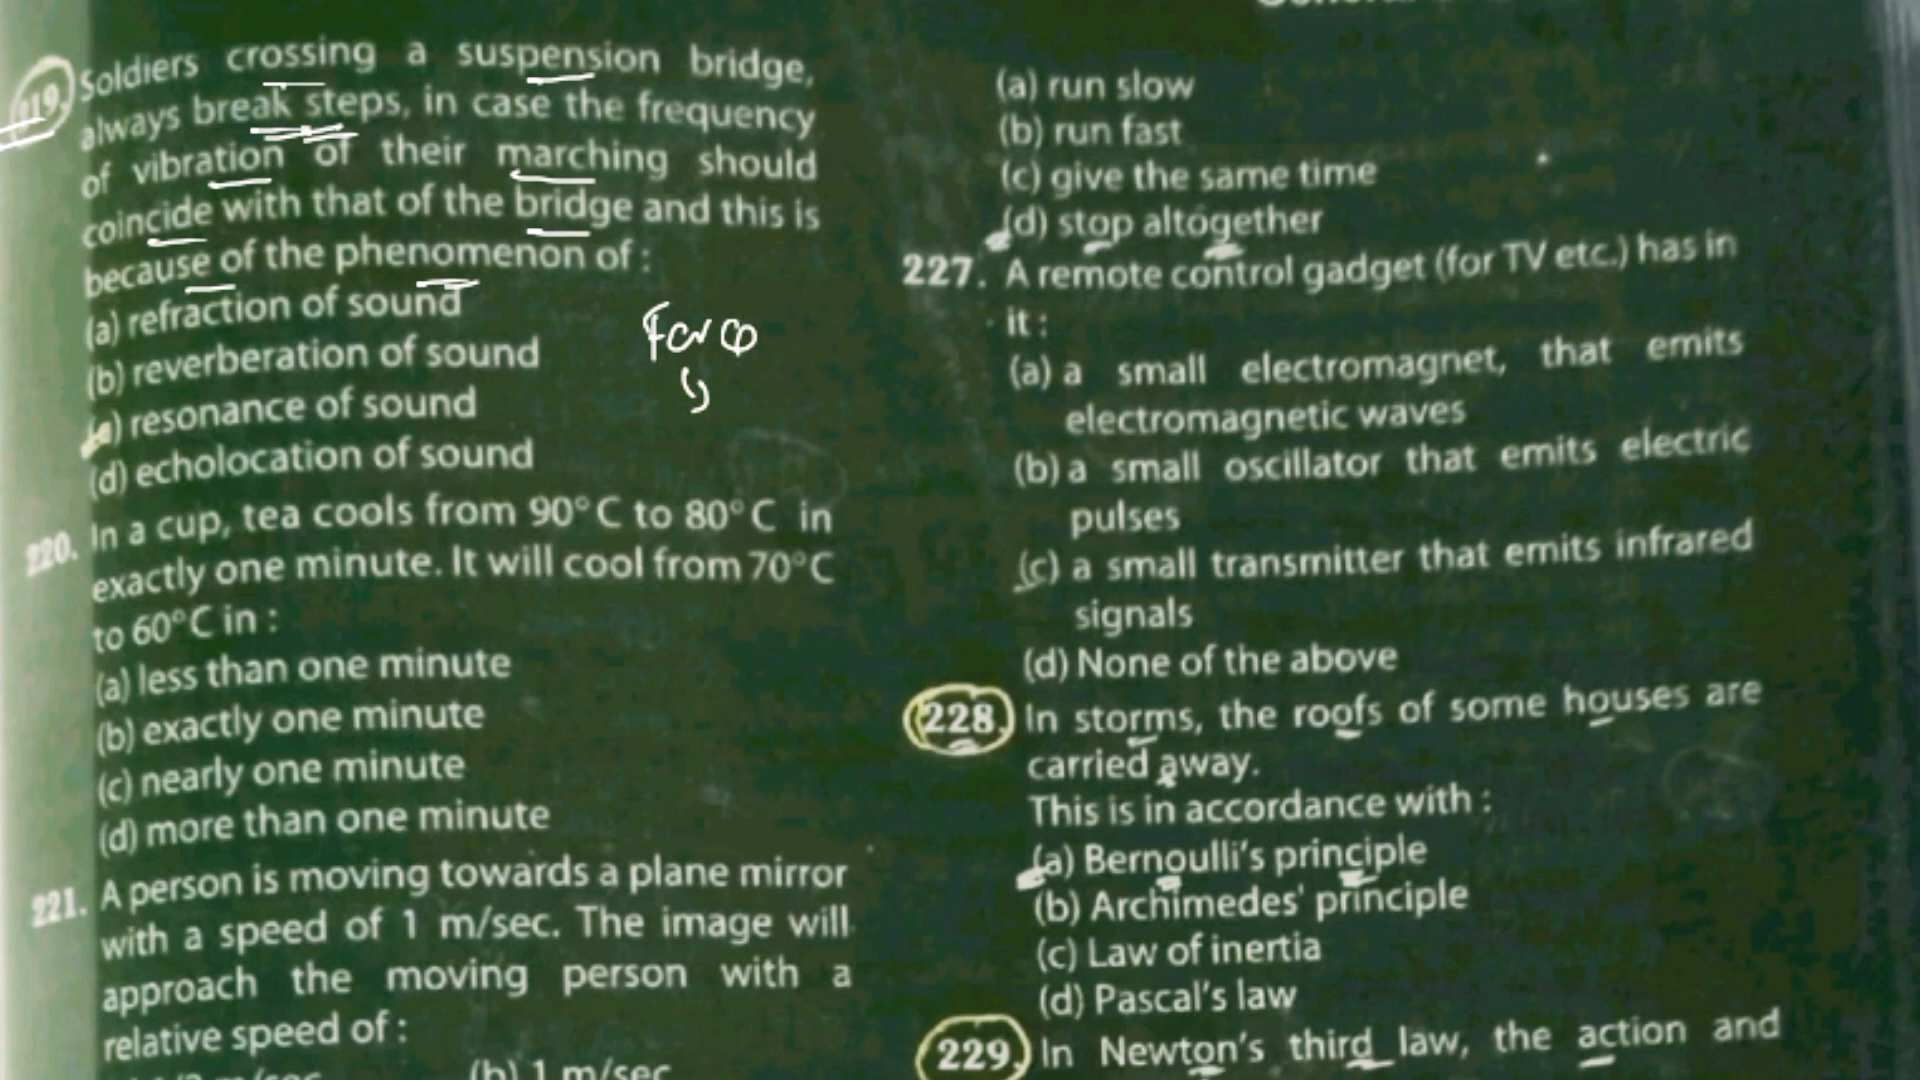 119. Soldiers crossing a suspension bridge,
always break steps, in case the frequency
of vibration of their marching should
coincide with that of the bridge and this is
because of the phenomenon of :
(a) refraction of sound
(b) reverberation of sound
(c) resonance of sound
(d) echolocation of sound
Force
220. In a cup, tea cools from 90°C to 80°C in
exactly one minute. It will cool from 70°C
to 60°C in :
(a) less than one minute
(b) exactly one minute
(c) nearly one minute
(d) more than one minute
221. A person is moving towards a plane mirror
with a speed of 1 m/sec. The image will
approach the moving person with a
relative speed of :
(b) 1 m/sec
(a) run slow
(b) run fast
(c) give the same time
(d) stop altogether
227. A remote control gadget (for TV etc.) has in
it :
(a) a small electromagnet, that emits
electromagnetic waves
(b) a small oscillator that emits electric
pulses
(c) a small transmitter that emits infrared
signals
(d) None of the above
228. In storms, the roofs of some houses are
carried away.
This is in accordance with :
(a) Bernoulli's principle
(b) Archimedes' principle
(c) Law of inertia
(d) Pascal's law
229. In Newton's third law, the action and